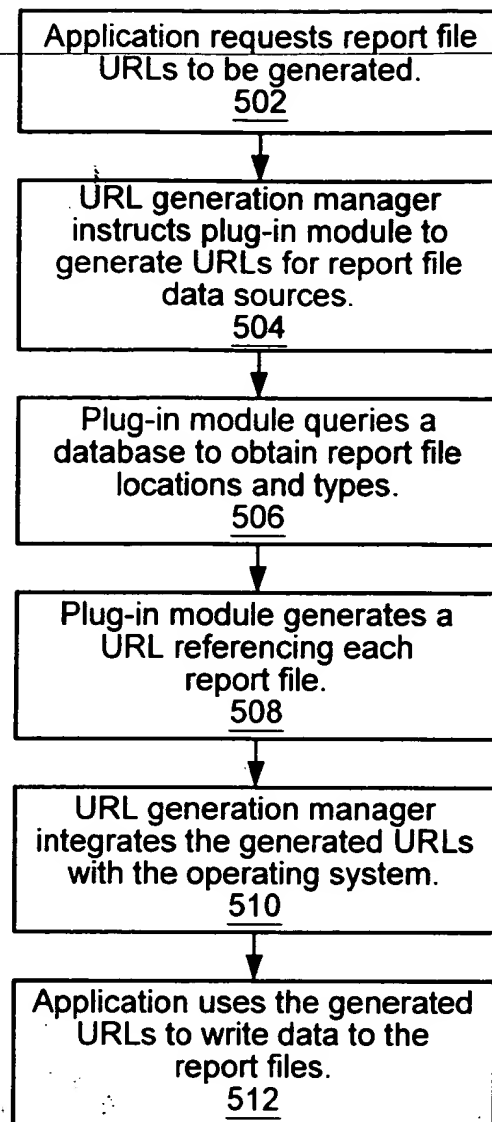 Application requests report file
URLs to be generated.
502
URL generation manager
instructs plug-in module to
generate URLs for report file
data sources.
504
Plug-in module queries a
database to obtain report file
locations and types.
506
Plug-in module generates a
URL referencing each
report file.
508
URL generation manager
integrates the generated URLs
with the operating system.
510
Application uses the generated
URLs to write data to the
report files.
512